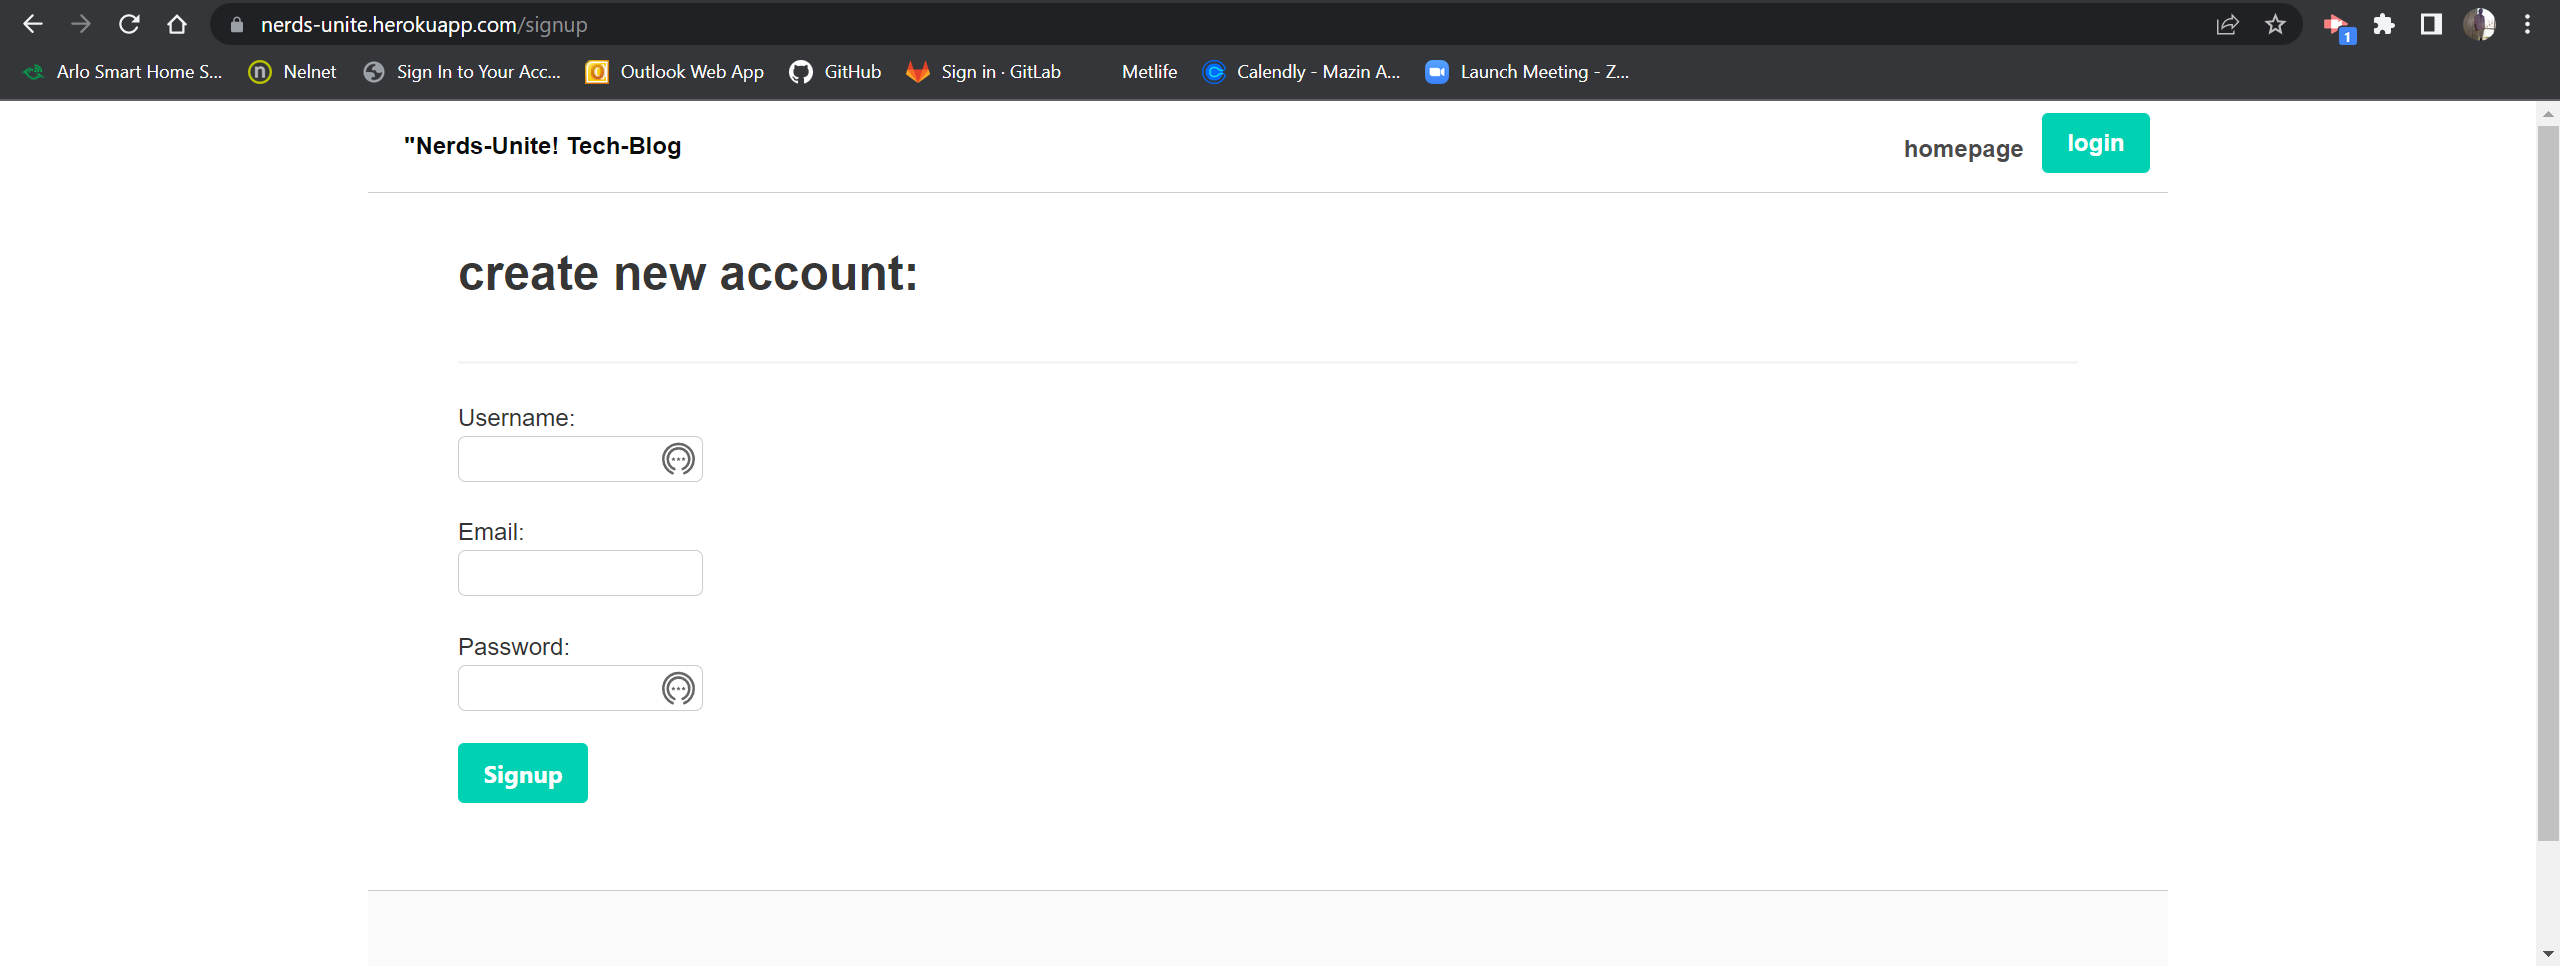 nerds-unite.herokuapp.com/signup
1
Arlo Smart Home S... Nelnet Sign In to Your Acc... Outlook Web App GitHub Sign in · GitLab Metlife Calendly - Mazin A... Launch Meeting - Z...
"Nerds-Unite! Tech-Blog homepage login
create new account:
Username:
Email:
Password:
Signup